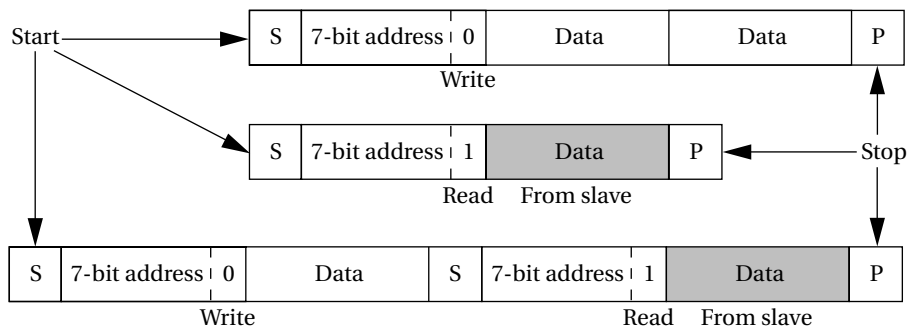 Start S 7-bit address 0 Data Data P
Write
S 7-bit address 1 Data P Stop
Read From slave
S 7-bit address 0 Data S 7-bit address 1 Data P
Write Read From slave